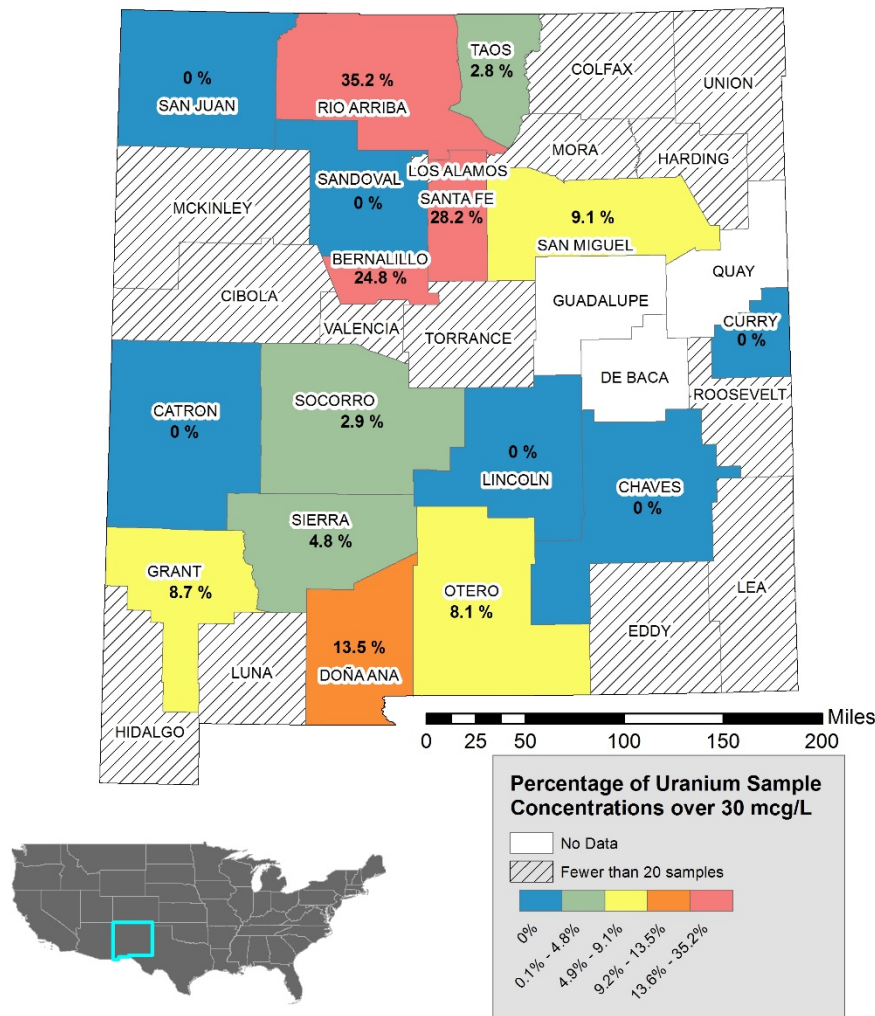 TAOS
2.8 %
COLFAX
UNION
0 %
SAN JUAN
35.2 %
RIO ARRIBA
MORA
HARDING
LOS ALAMOS
SANDOVAL
0 %
SANTA FE
28.2 %
MCKINLEY
9.1 %
SAN MIGUEL
BERNALILLO
24.8 %
QUAY
CIBOLA
GUADALUPE
VALENCIA
TORRANCE
CURRY
0 %
DE BACA
ROOSEVELT
CATRON
0 %
SOCORRO
2.9 %
0 %
LINCOLN
CHAVES
0 %
SIERRA
4.8 %
GRANT
8.7 %
OTERO
8.1 %
LEA
EDDY
13.5 %
DOÑA ANA
LUNA
HIDALGO
Miles
0 25 50 100 150 200
Percentage of Uranium Sample
Concentrations over 30 mcg/L
No Data
Fewer than 20 samples
0%
0.1% - 4.8%
4.9% - 9.1%
9.2% - 13.5%
13.6% - 35.2%